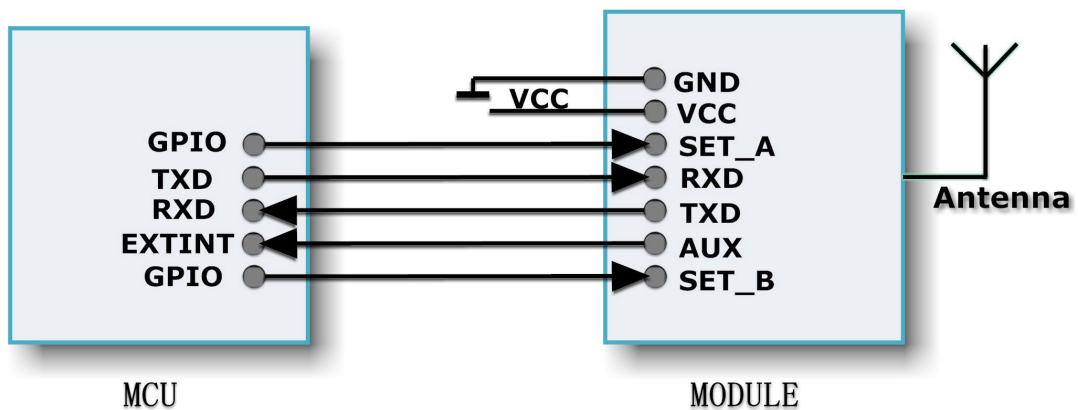 GND
VCC
VCC
GPIO
SET_A
TXD
RXD
RXD
TXD
Antenna
EXTINT
AUX
GPIO
SET_B
MCU
MODULE